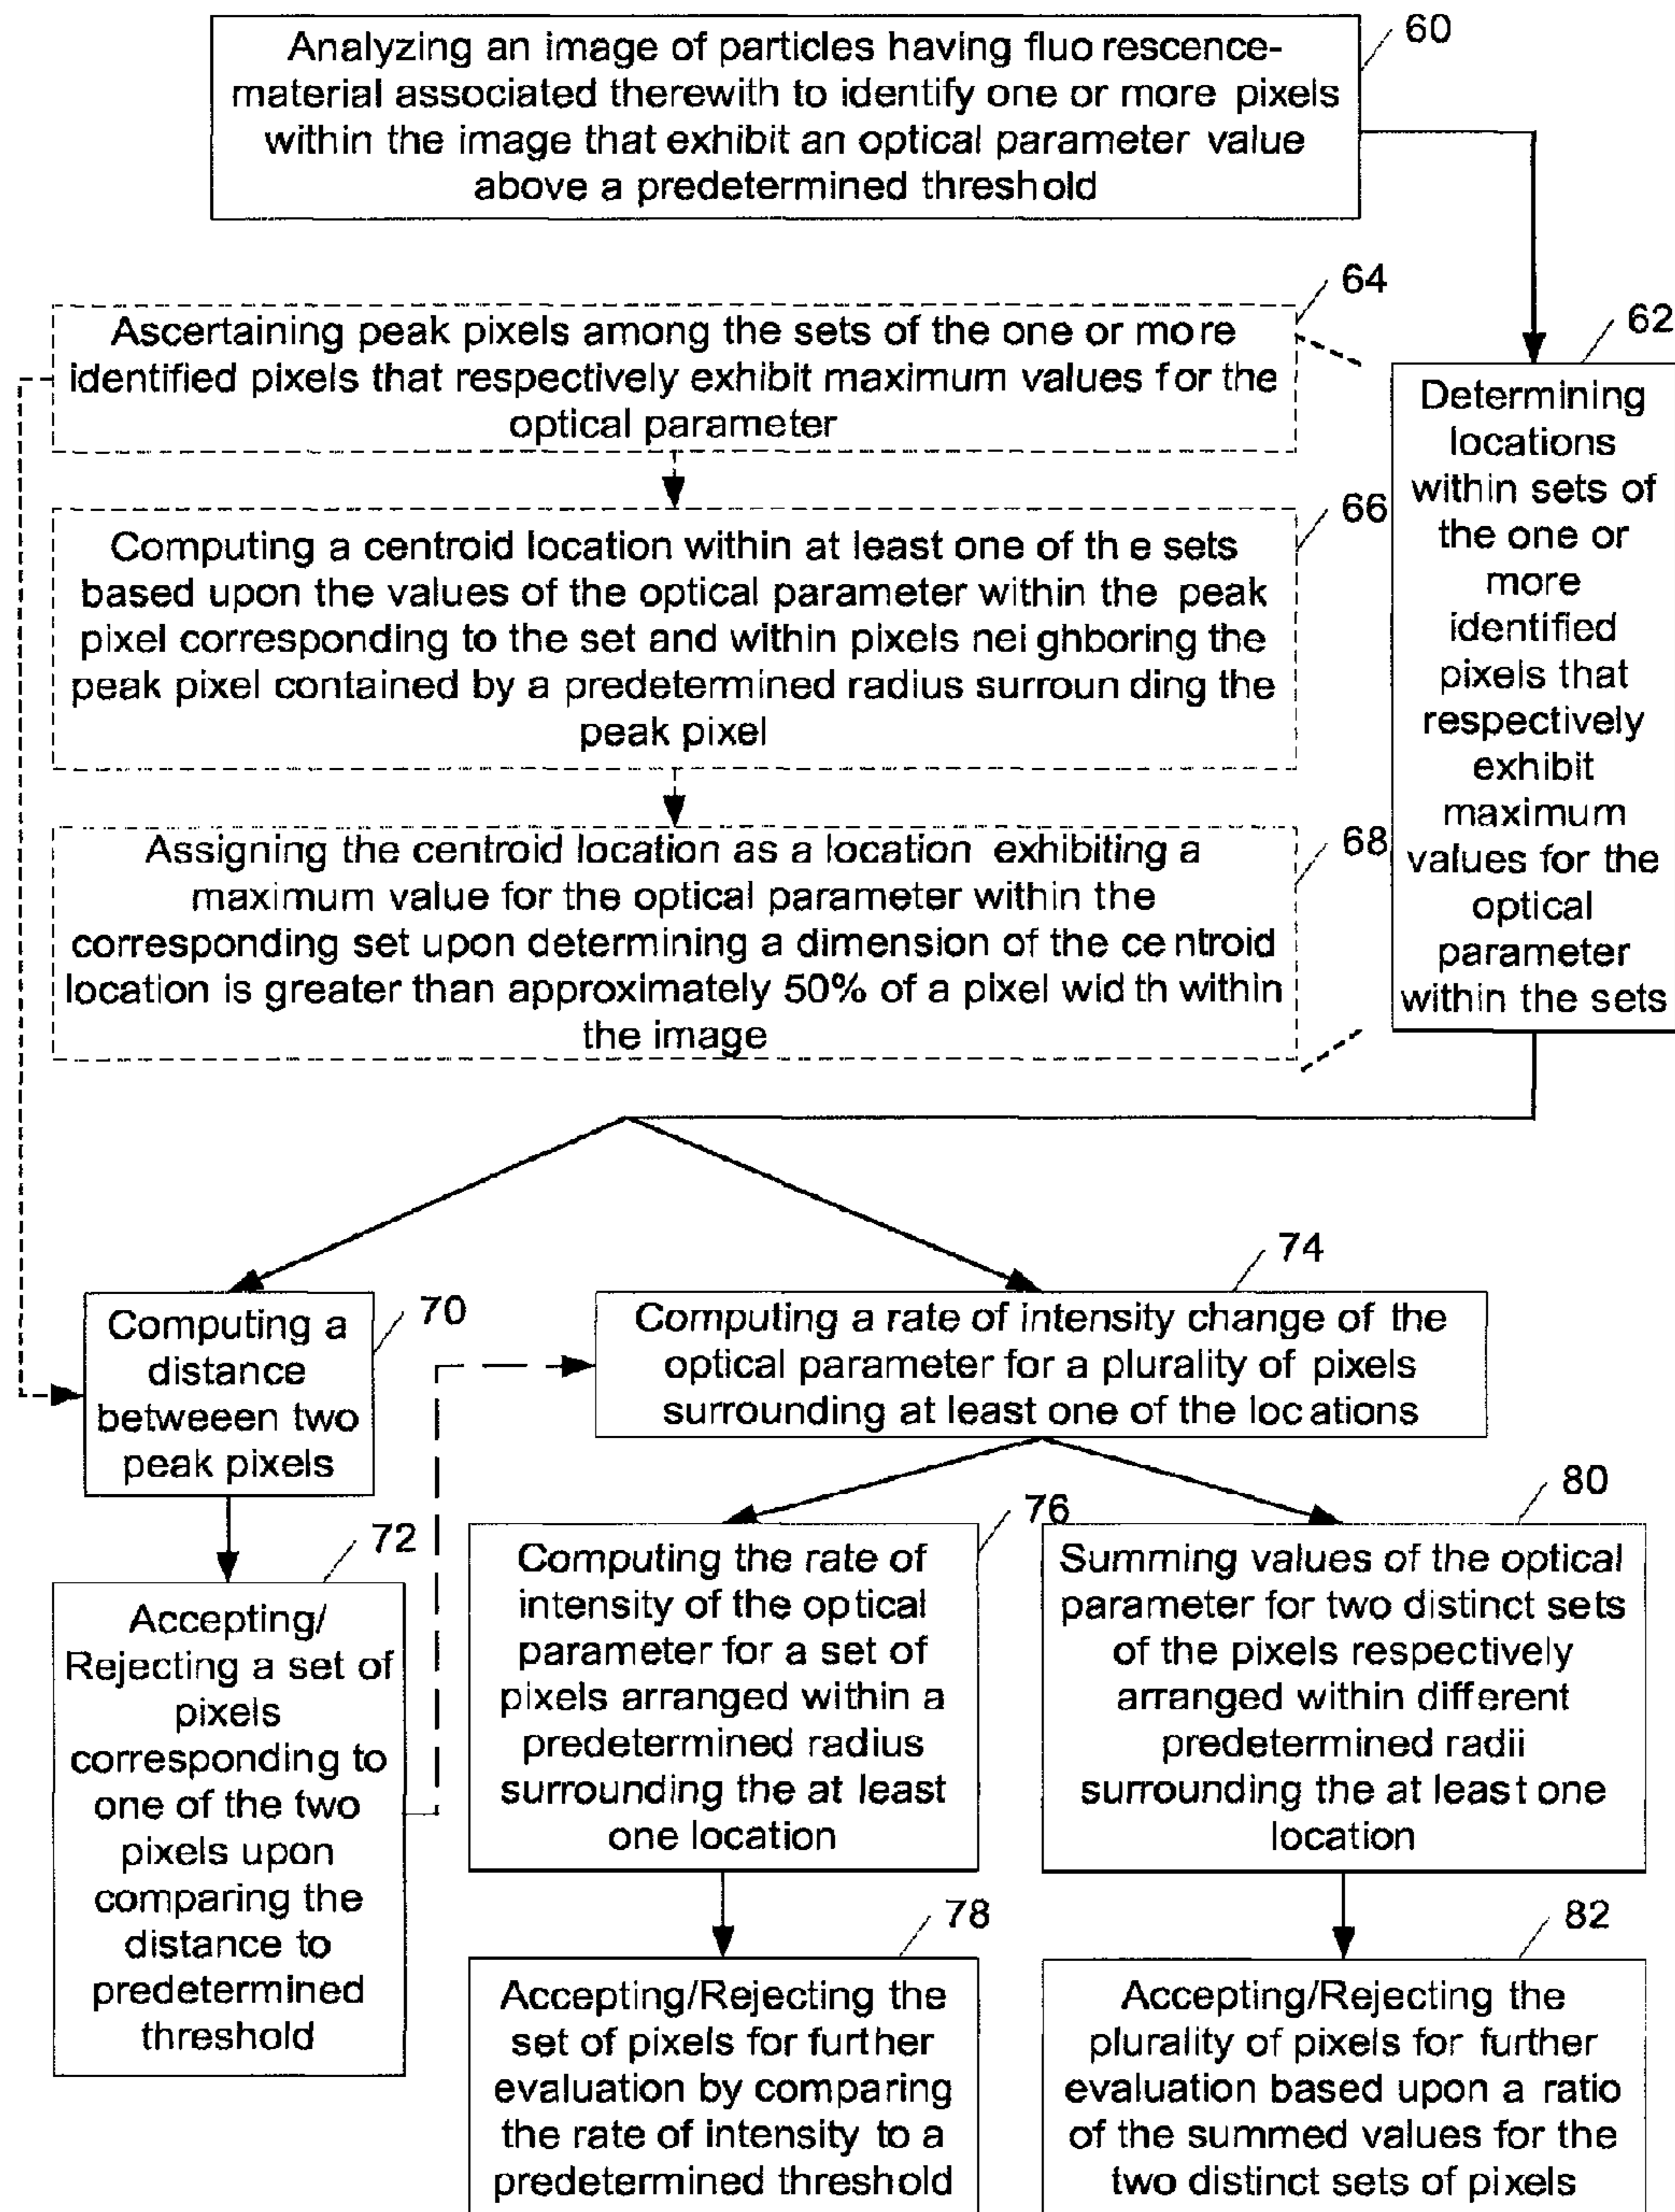 60
Analyzing an image of particles having fluo rescence-
material associated therewith to identify one or more pixels
within the image that exhibit an optical parameter value
above a predetermined threshold
64
Ascertaining peak pixels among the sets of the one or more
identified pixels that respectively exhibit maximum values for the
optical parameter
62
Determining
locations
within sets of
the one or
more
identified
pixels that
respectively
exhibit
maximum
values for the
optical
parameter
within the sets
66
Computing a centroid location within at least one of th e sets
based upon the values of the optical parameter within the peak
pixel corresponding to the set and within pixels nei ghboring the
peak pixel contained by a predetermined radius surroun ding the
peak pixel
68
Assigning the centroid location as a location exhibiting a
maximum value for the optical parameter within the
corresponding set upon determining a dimension of the ce ntroid
location is greater than approximately 50% of a pixel wid th within
the image
70
Computing a
distance
betweeen two
peak pixels
74
Computing a rate of intensity change of the
optical parameter for a plurality of pixels
surrounding at least one of the loc ations
72
Accepting/
Rejecting a set of
pixels
corresponding to
one of the two
pixels upon
comparing the
distance to
predetermined
threshold
76
Computing the rate of
intensity of the optical
parameter for a set of
pixels arranged within a
predetermined radius
surrounding the at least
one location
80
Summing values of the optical
parameter for two distinct sets
of the pixels respectively
arranged within different
predetermined radii
surrounding the at least one
location
78
Accepting/Rejecting the
set of pixels for further
evaluation by comparing
the rate of intensity to a
predetermined threshold
82
Accepting/Rejecting the
plurality of pixels for further
evaluation based upon a ratio
of the summed values for the
two distinct sets of pixels